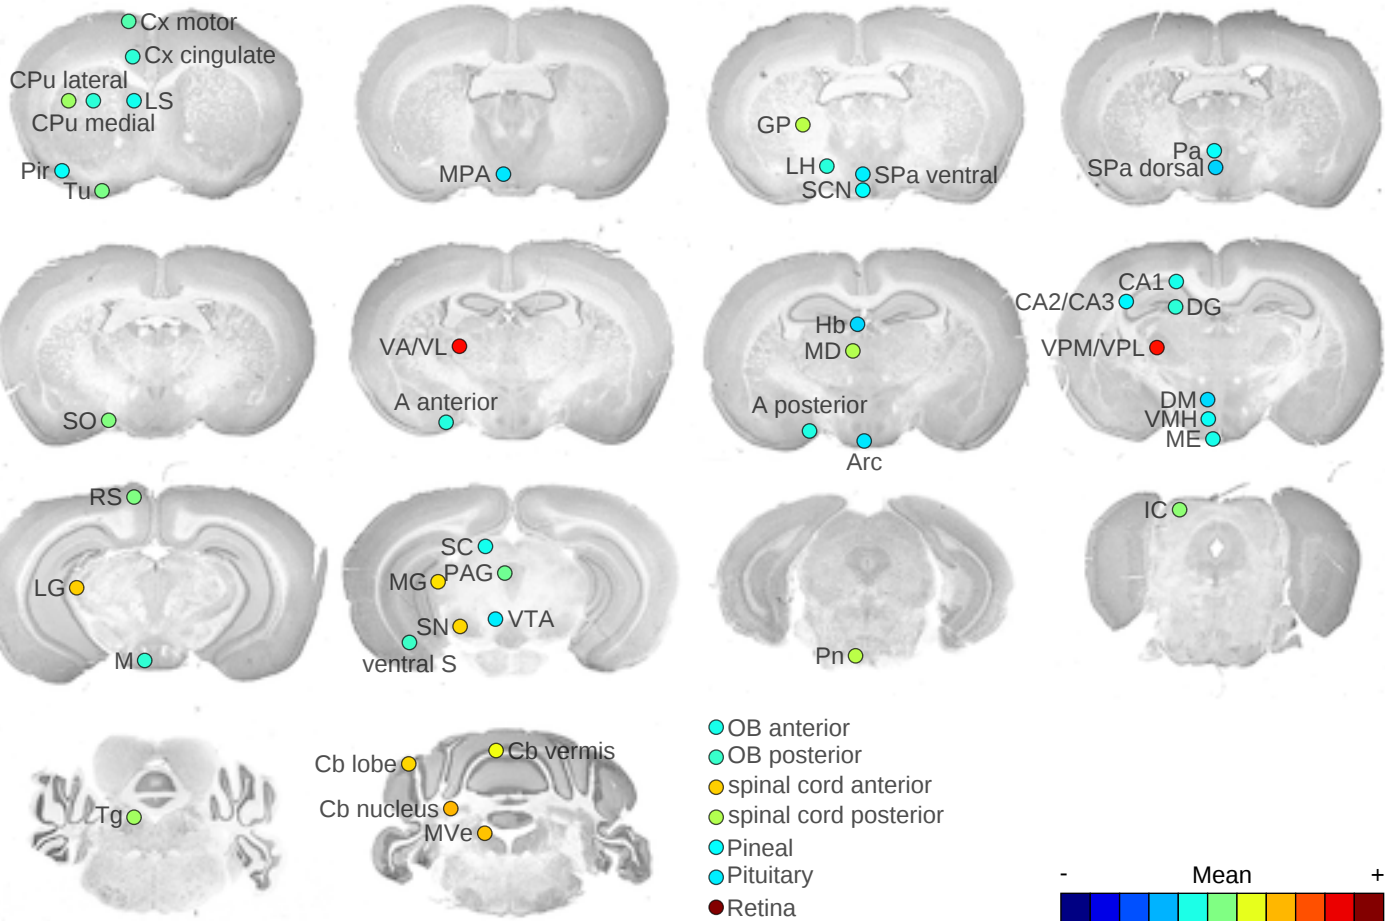 Cx motor
Cx cingulate
CPu lateral
LS
CPu medial
Pir
Tu
MPA
GP
LH
SPa ventral
SCN
Pa
SPa dorsal
SO
VA/VL
A anterior
Hb
MD
A posterior
Arc
CA1
CA2/CA3
DG
VPM/VPL
DM
VMH
ME
RS
LG
M
SC
PAG
MG
SN
VTA
ventral S
Pn
IC
Tg
Cb lobe
Cb vermis
Cb nucleus
MVe
OB anterior
OB posterior
spinal cord anterior
spinal cord posterior
Pineal
Pituitary
Retina
- Mean +